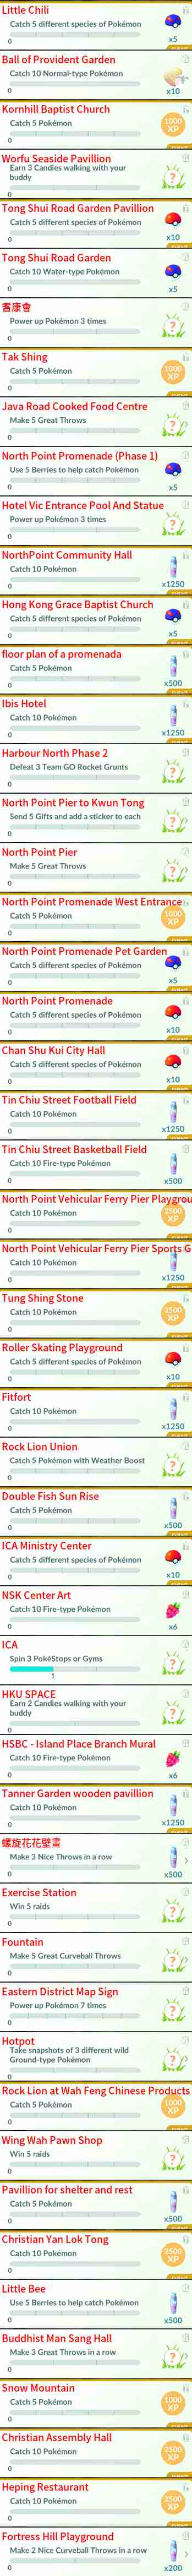 Little Chili
Catch 5 different species of Pokémon
0
x5
Ball of Provident Garden
Catch 10 Normal-type Pokémon
0
x10
Kornhill Baptist Church
Catch 5 Pokémon
0
1000
XP
Worfu Seaside Pavillion
Earn 3 Candies walking with your
buddy
0
?
Tong Shui Road Garden Pavillion
Catch 5 different species of Pokémon
0
x10
Tong Shui Road Garden
Catch 10 Water-type Pokémon
0
x5
耆康會
Power up Pokémon 3 times
0
?
Tak Shing
Catch 5 Pokémon
0
1000
XP
Java Road Cooked Food Centre
Make 5 Great Throws
0
?
North Point Promenade (Phase 1)
Use 5 Berries to help catch Pokémon
0
x5
Hotel Vic Entrance Pool And Statue
Power up Pokémon 3 times
0
?
NorthPoint Community Hall
Catch 10 Pokémon
0
x1250
Hong Kong Grace Baptist Church
Catch 5 different species of Pokémon
0
x5
floor plan of a promenada
Catch 5 Pokémon
0
x500
Ibis Hotel
Catch 10 Pokémon
0
x1250
Harbour North Phase 2
Defeat 3 Team GO Rocket Grunts
0
?
North Point Pier to Kwun Tong
Send 5 Gifts and add a sticker to each
0
?
North Point Pier
Make 5 Great Throws
0
?
North Point Promenade West Entrance
Catch 5 Pokémon
0
1000
XP
North Point Promenade Pet Garden
Catch 5 different species of Pokémon
0
x5
North Point Promenade
Catch 5 different species of Pokémon
0
x10
Chan Shu Kui City Hall
Catch 5 different species of Pokémon
0
x10
Tin Chiu Street Football Field
Catch 10 Pokémon
0
x1250
Tin Chiu Street Basketball Field
Catch 10 Fire-type Pokémon
0
x500
North Point Vehicular Ferry Pier Playgrou
Catch 10 Pokémon
0
2500
XP
North Point Vehicular Ferry Pier Sports G
Catch 10 Pokémon
0
x1250
Tung Shing Stone
Catch 10 Pokémon
0
2500
XP
Roller Skating Playground
Catch 5 different species of Pokémon
0
x10
Fitfort
Catch 10 Pokémon
0
x1250
Rock Lion Union
Catch 5 Pokémon with Weather Boost
0
?
Double Fish Sun Rise
Catch 5 Pokémon
0
x500
ICA Ministry Center
Catch 5 different species of Pokémon
0
x10
NSK Center Art
Catch 10 Fire-type Pokémon
0
x6
ICA
Spin 3 PokéStops or Gyms
1
?
HKU SPACE
Earn 2 Candies walking with your
buddy
0
?
HSBC - Island Place Branch Mural
Catch 10 Fire-type Pokémon
0
x6
Tanner Garden wooden pavillion
Catch 10 Pokémon
0
x1250
螺旋花花壁畫
Make 3 Nice Throws in a row
0
x500
Exercise Station
Win 5 raids
0
?
Fountain
Make 5 Great Curveball Throws
0
?
Eastern District Map Sign
Power up Pokémon 7 times
0
?
Hotpot
Take snapshots of 3 different wild
Ground-type Pokémon
0
?
Rock Lion at Wah Feng Chinese Products
Catch 5 Pokémon
0
1000
XP
Wing Wah Pawn Shop
Win 5 raids
0
?
Pavillion for shelter and rest
Catch 5 Pokémon
0
x500
Christian Yan Lok Tong
Catch 10 Pokémon
0
2500
XP
Little Bee
Use 5 Berries to help catch Pokémon
0
x500
Buddhist Man Sang Hall
Make 3 Great Throws in a row
0
?
Snow Mountain
Catch 5 Pokémon
0
1000
XP
Christian Assembly Hall
Catch 10 Pokémon
0
2500
XP
Heping Restaurant
Catch 10 Pokémon
0
2500
XP
Fortress Hill Playground
Make 2 Nice Curveball Throws in a row
0
x200